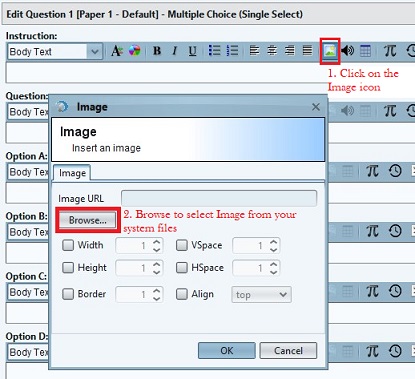 Edit Question 1 [Paper 1 - Default] - Multiple Choice (Single Select)
Instruction:
Body Text A B I U π
1. Click on the
Image icon
Question:
Body Tex π
Image
Image
Insert an image
Image
Image URL
Browse...
2. Browse to select Image from your
system files
Width 1 VSpace 1
Height 1 HSpace 1
Border 1 Align top
OK Cancel
Option A:
Body Tex π
Option B:
Body Tex π
Option C:
Body Tex π
Option D:
Body Tex π